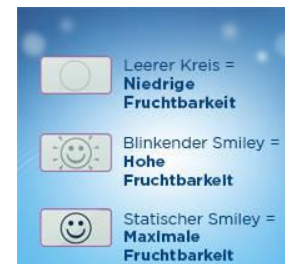 Leerer Kreis =
Niedrige
Fruchtbarkeit
Blinkender Smiley =
Hohe
Fruchtbarkeit
Statischer Smiley =
Maximale
Fruchtbarkeit